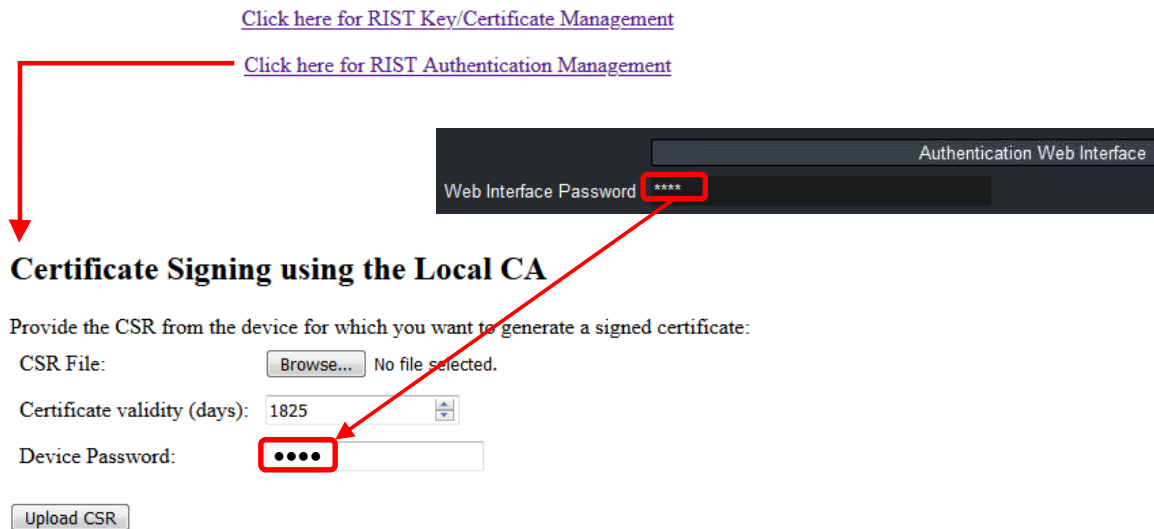 Click here for RIST Key/Certificate Management
Click here for RIST Authentication Management
Authentication Web Interface
Web Interface Password ****
Certificate Signing using the Local CA
Provide the CSR from the device for which you want to generate a signed certificate:
CSR File: Browse... No file selected.
Certificate validity (days): 1825
Device Password: ●●●●
Upload CSR